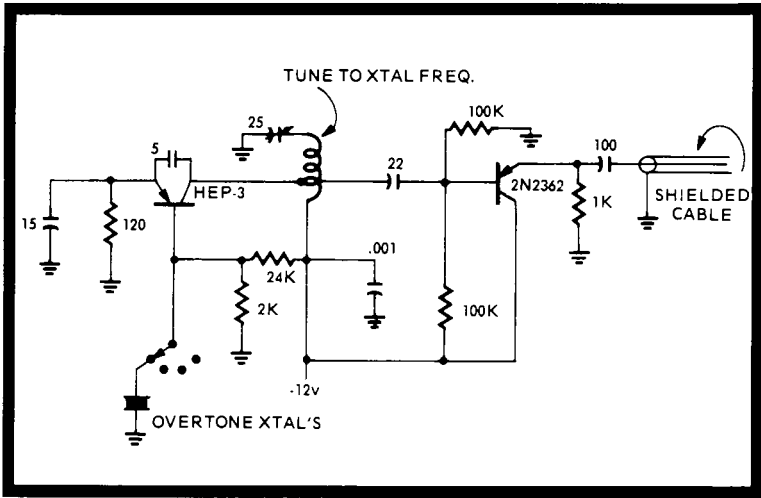 TUNE TO XTAL FREQ.
25
100K
5
22
100
HEP-3
2N2362
SHIELDED
CABLE
15
120
1K
.001
24K
2K
100K
-12v
OVERTONE XTAL'S